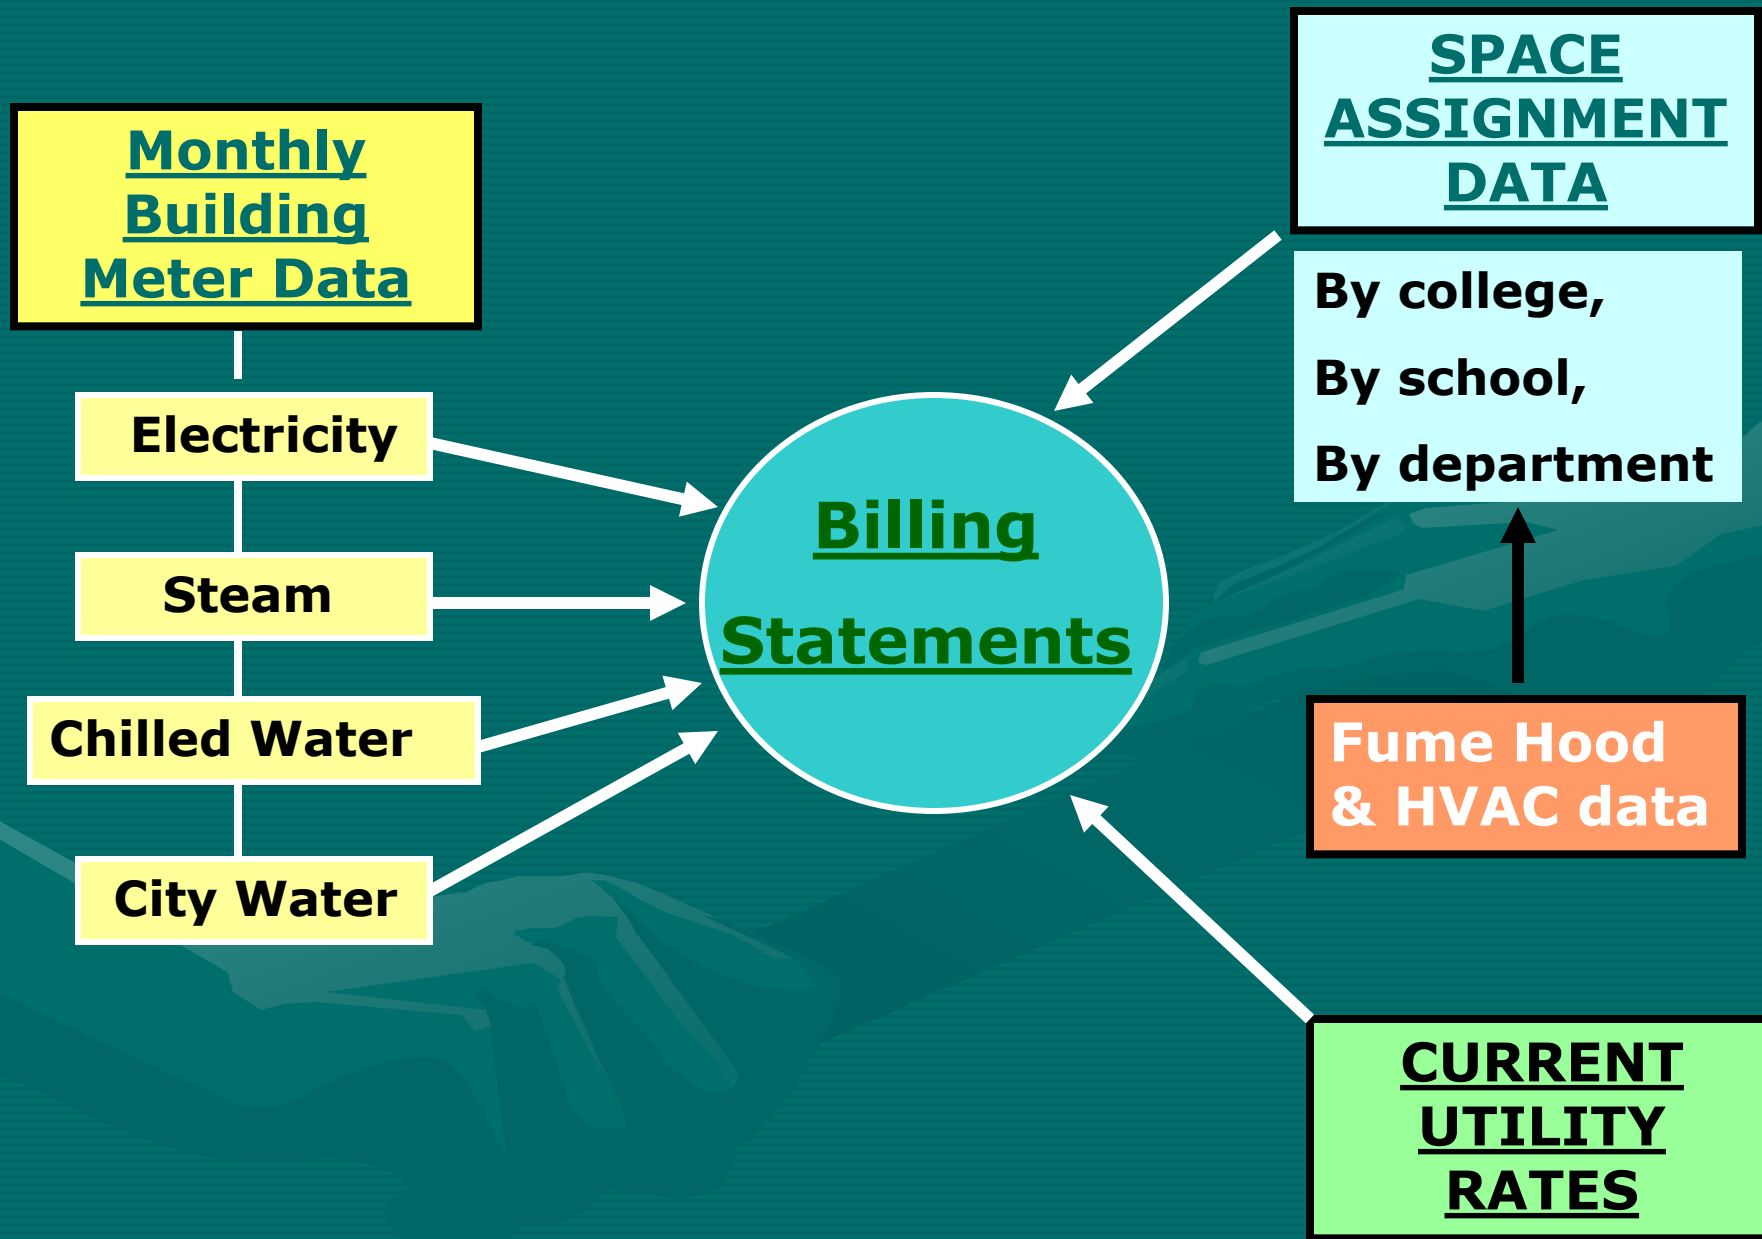 Monthly
Building
Meter Data
Electricity
Steam
Chilled Water
City Water
Billing
Statements
SPACE
ASSIGNMENT
DATA
By college,
By school,
By department
Fume Hood
& HVAC data
CURRENT
UTILITY
RATES